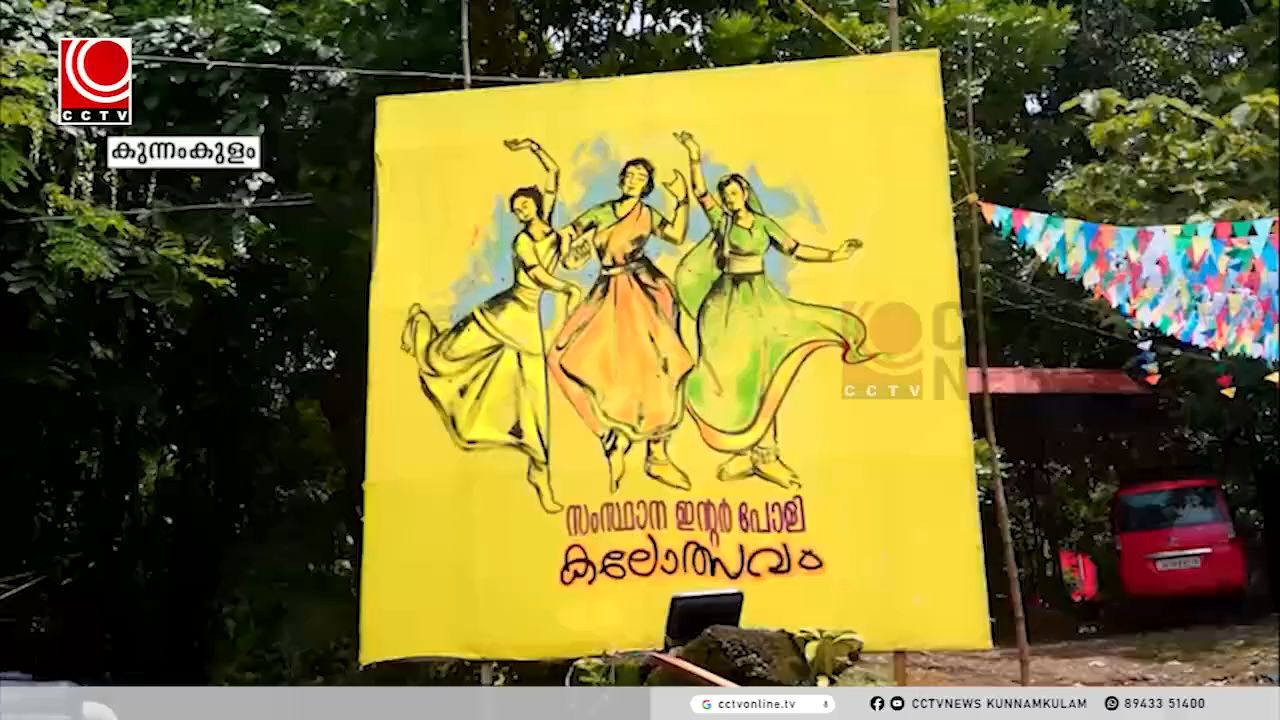 CCTV
കുന്നംകുളം
CCTV
സംസ്ഥാന ഇന്റർ പോളി
കലോത്സവം
cctvonline.tv
CCTVNEWS KUNNAMKULAM
89433 51400